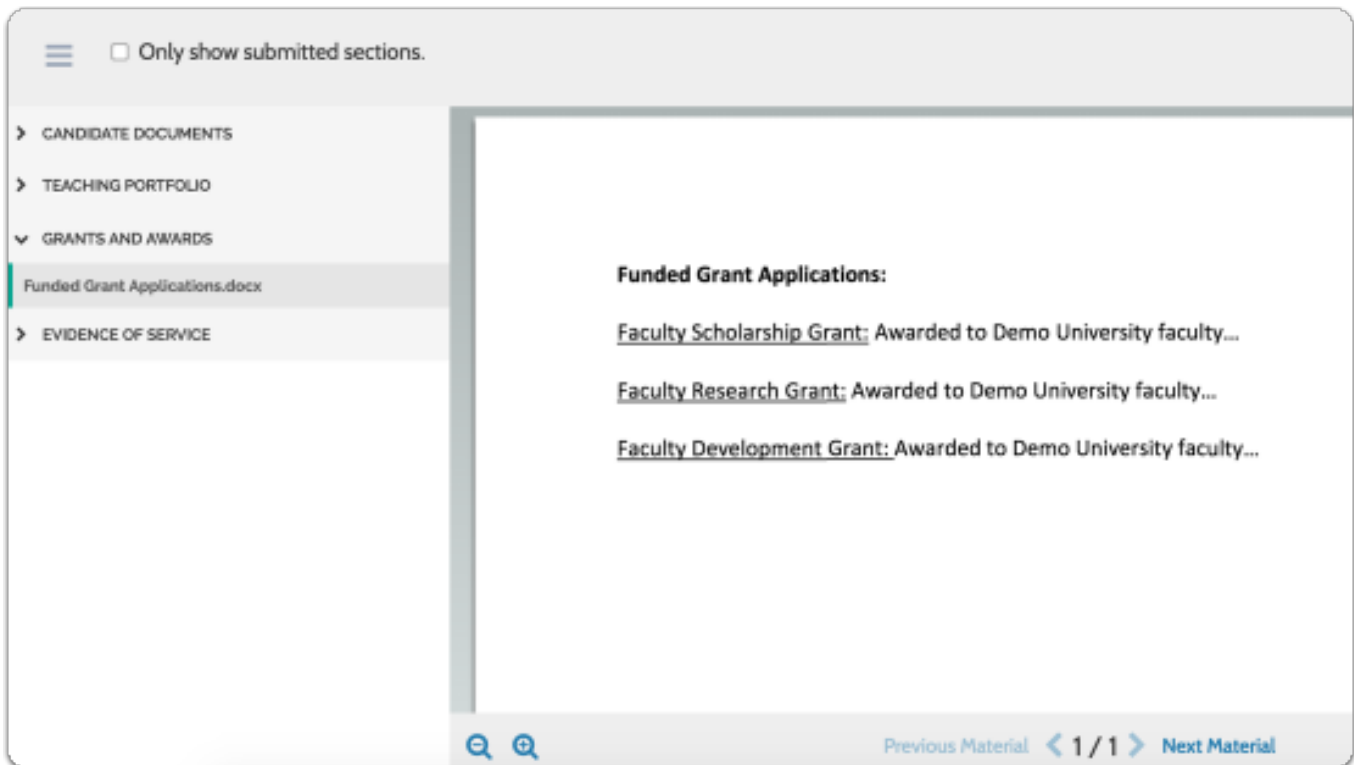 Only show submitted sections.
CANDIDATE DOCUMENTS
TEACHING PORTFOLIO
GRANTS AND AWARDS
Funded Grant Applications.docx
EVIDENCE OF SERVICE
Funded Grant Applications:
Faculty Scholarship Grant: Awarded to Demo University faculty...
Faculty Research Grant: Awarded to Demo University faculty...
Faculty Development Grant: Awarded to Demo University faculty...
Previous Material 1 / 1 Next Material